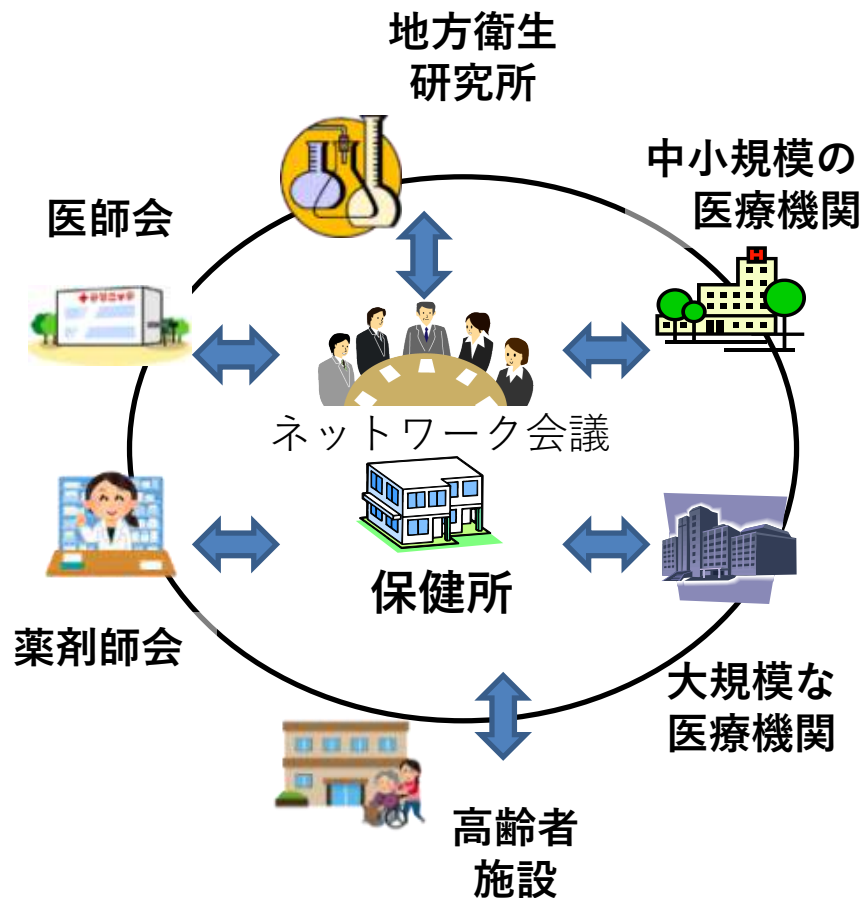 地方衛生
研究所
中小規模の
医療機関
医師会
H
ネットワーク会議
保健所
薬剤師会
大規模な
医療機関
高齢者
施設